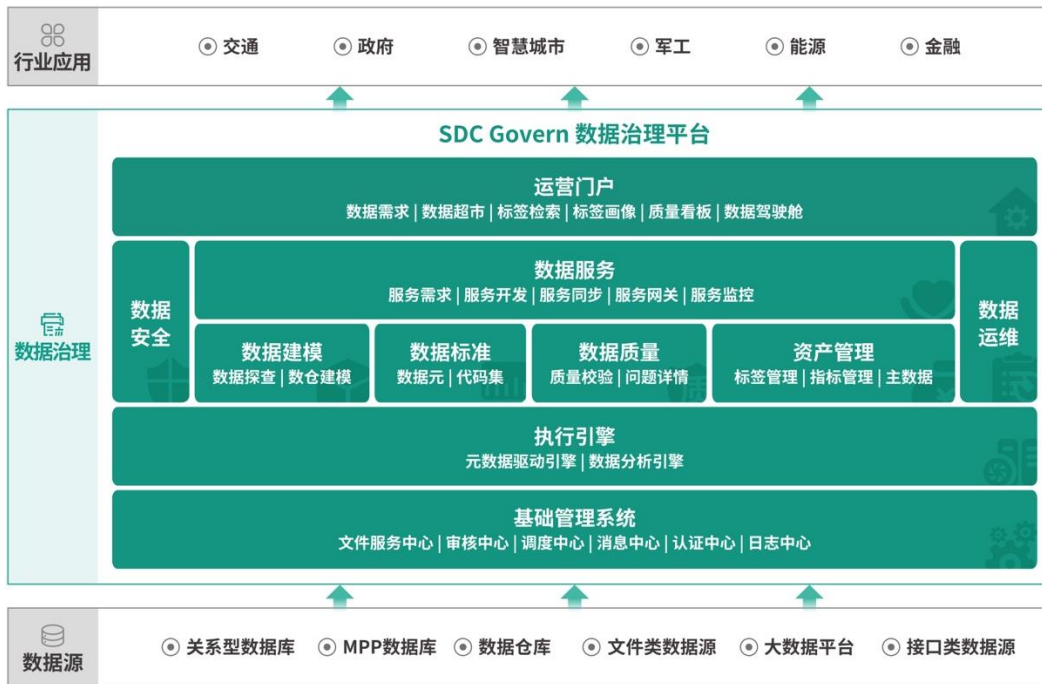 行业应用
交通 政府 智慧城市 军工 能源 金融
SDC Govern 数据治理平台
运营门户
数据需求 | 数据超市 | 标签检索 | 标签画像 | 质量看板 | 数据驾驶舱
数据治理
数据
安全
数据服务
服务需求 | 服务开发 | 服务同步 | 服务网关 | 服务监控
数据建模
数据探查 | 数仓建模
数据标准
数据元 | 代码集
数据质量
质量校验 | 问题详情
质
资产管理
标签管理 | 指标管理 | 主数据
数据
运维
执行引擎
元数据驱动引擎 | 数据分析引擎
基础管理系统
文件服务中心 | 审核中心 | 调度中心 | 消息中心 | 认证中心 | 日志中心
数据源
关系型数据库 MPP数据库 数据仓库 文件类数据源 大数据平台 接口类数据源